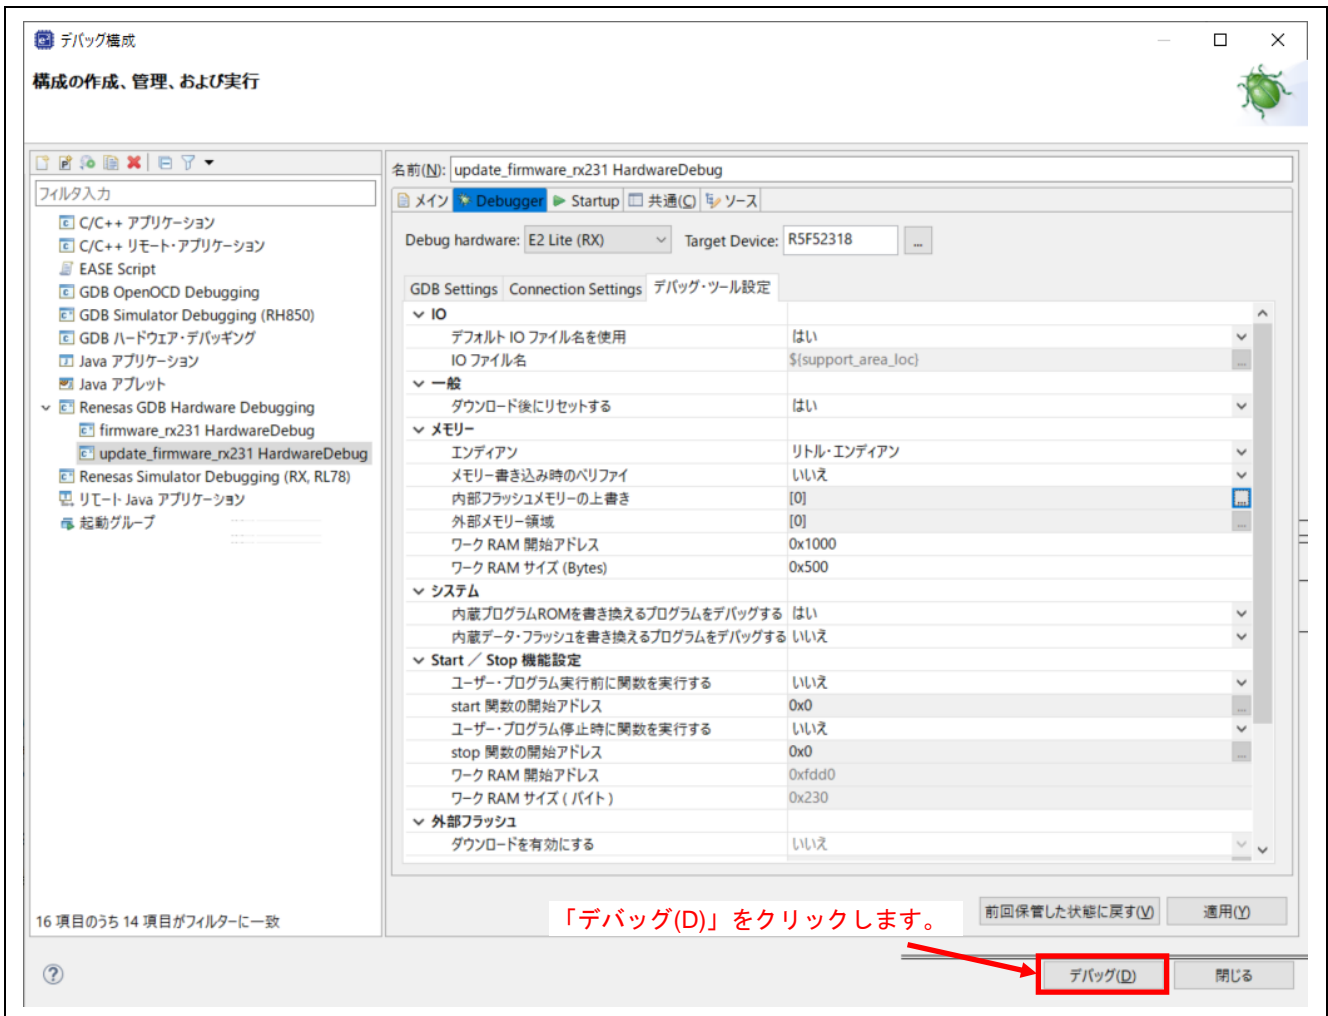 デバッグ構成
構成の作成、管理、および実行
名前(N): update_firmware_rx231 HardwareDebug
フィルタ入力
メイン Debugger Startup 共通(C) ソース
C/C++ アプリケーション
C/C++ リモート・アプリケーション
EASE Script
GDB OpenOCD Debugging
GDB Simulator Debugging (RH850)
GDB ハードウェア・デバッギング
Java アプリケーション
Java アプレット
Renesas GDB Hardware Debugging
firmware_rx231 HardwareDebug
update_firmware_rx231 HardwareDebug
Renesas Simulator Debugging (RX, RL78)
リモート Java アプリケーション
起動グループ
16 項目のうち 14 項目がフィルターに一致
Debug hardware: E2 Lite (RX) Target Device: R5F52318 ...
GDB Settings Connection Settings デバッグ・ツール設定
IO
デフォルト IO ファイル名を使用 はい
IO ファイル名 ${support_area_loc} ...
一般
ダウンロード後にリセットする はい
メモリー
エンディアン リトル・エンディアン
メモリー書き込み時のベリファイ いいえ
内部フラッシュメモリーの上書き [0] ...
外部メモリー領域 [0] ...
ワーク RAM 開始アドレス 0x1000
ワーク RAM サイズ (Bytes) 0x500
システム
内蔵プログラムROMを書き換えるプログラムをデバッグする はい
内蔵データ・フラッシュを書き換えるプログラムをデバッグする いいえ
Start ／ Stop 機能設定
ユーザー・プログラム実行前に関数を実行する いいえ
start 関数の開始アドレス 0x0 ...
ユーザー・プログラム停止時に関数を実行する いいえ
stop 関数の開始アドレス 0x0 ...
ワーク RAM 開始アドレス 0xfdd0
ワーク RAM サイズ ( バイト ) 0x230
外部フラッシュ
ダウンロードを有効にする いいえ
「デバッグ(D)」をクリックします。
前回保管した状態に戻す(V) 適用(Y)
デバッグ(D) 閉じる